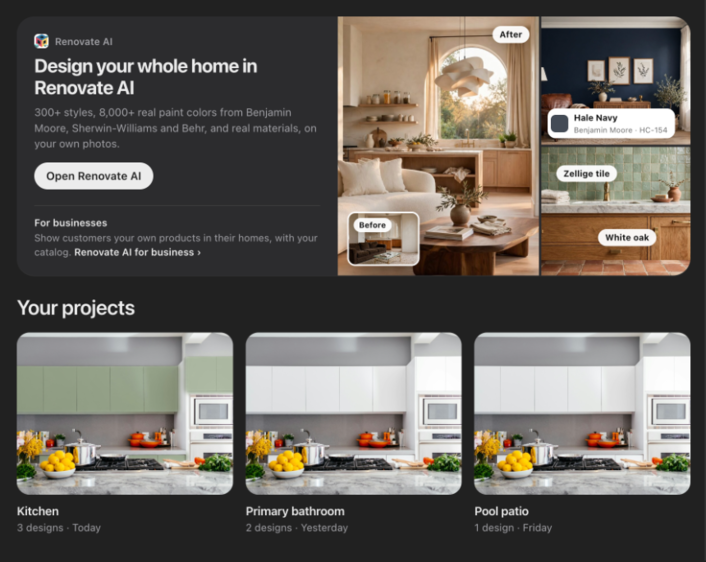 Renovate AI
Design your whole home in
Renovate AI
300+ styles, 8,000+ real paint colors from Benjamin
Moore, Sherwin-Williams and Behr, and real materials, on
your own photos.
Open Renovate AI
For businesses
Show customers your own products in their homes, with your
catalog. Renovate AI for business ›
After
Before
Hale Navy
Benjamin Moore · HC-154
Zellige tile
White oak
Your projects
Kitchen
3 designs · Today
Primary bathroom
2 designs · Yesterday
Pool patio
1 design · Friday